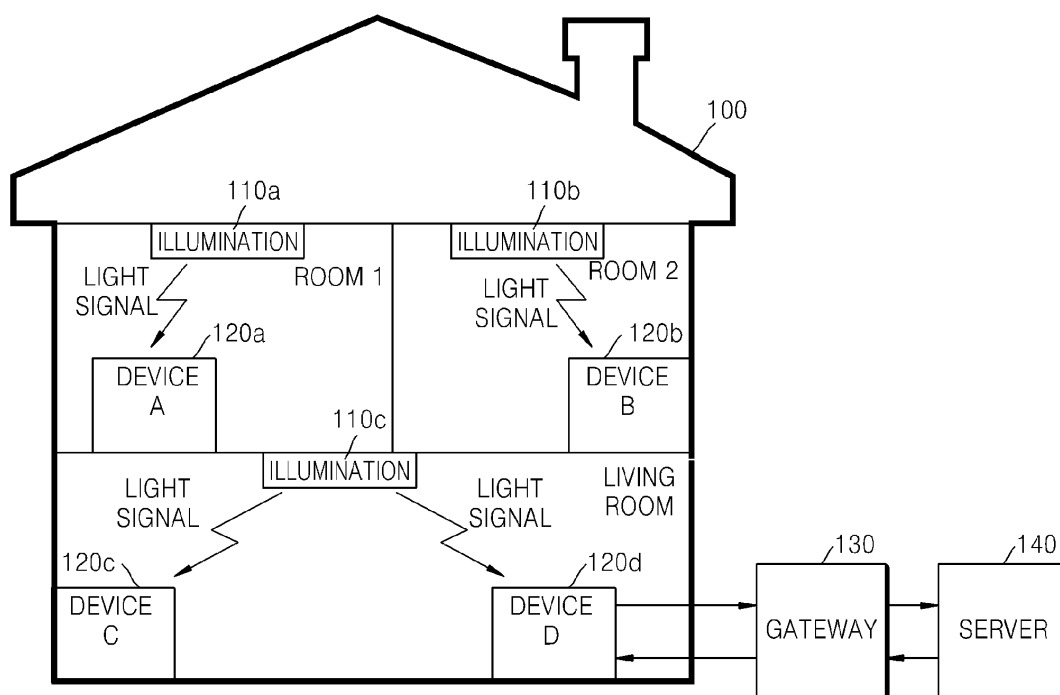 100
110a
110b
ILLUMINATION
ILLUMINATION
ROOM 1
ROOM 2
LIGHT
SIGNAL
LIGHT
SIGNAL
120a
120b
DEVICE
A
DEVICE
B
110c
ILLUMINATION
LIVING
ROOM
LIGHT
SIGNAL
LIGHT
SIGNAL
120c
120d
130
140
DEVICE
C
DEVICE
D
GATEWAY
SERVER